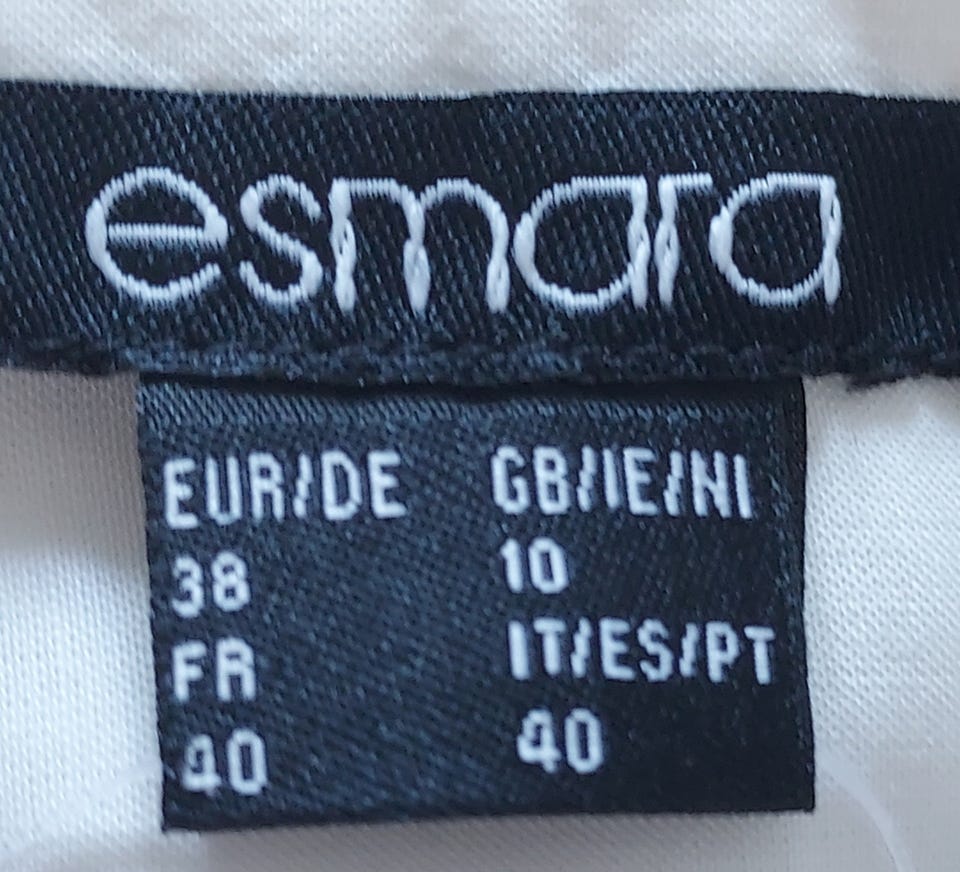 esmara
EUR/DE GB/IE/NI
38 10
FR IT/ES/PT
40 40